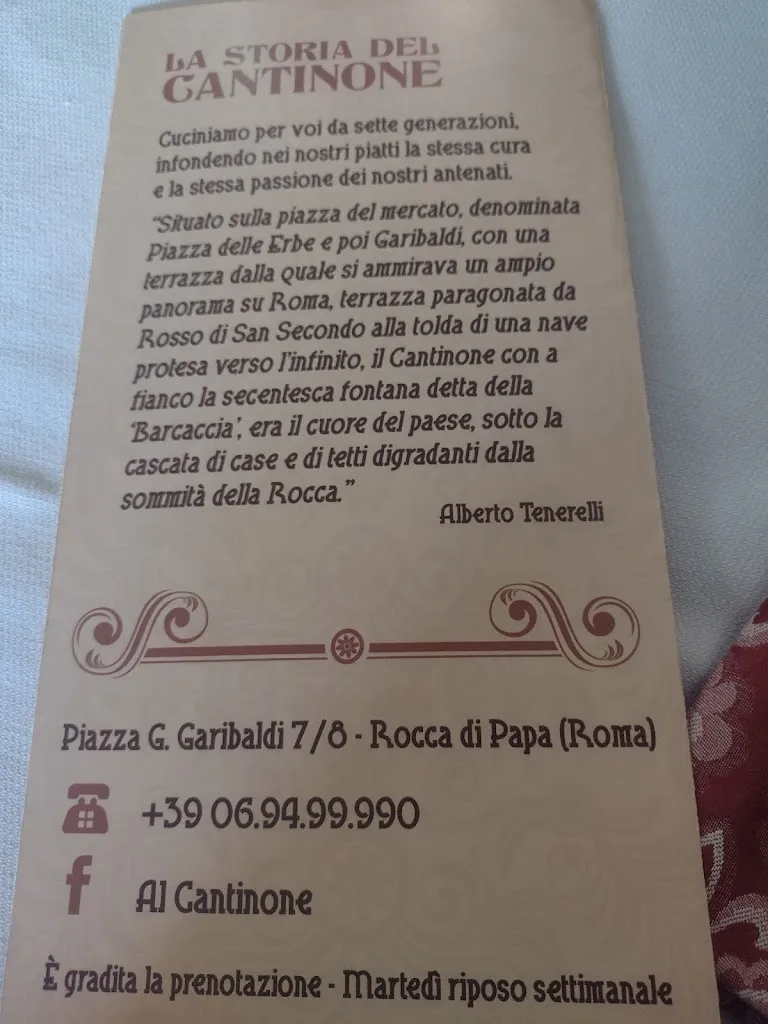 LA STORIA DEL
CANTINONE
Cuciniamo per voi da sette generazioni,
infondendo nei nostri piatti la stessa cura
e la stessa passione dei nostri antenati.
"Situato sulla piazza del mercato, denominata
Piazza delle Erbe e poi Garibaldi, con una
terrazza dalla quale si ammirava un ampio
panorama su Roma, terrazza paragonata da
Rosso di San Secondo alla tolda di una nave
protesa verso l'infinito, il Cantinone con a
fianco la secentesca fontana detta della
'Barcaccia', era il cuore del paese, sotto la
cascata di case e di tetti digradanti dalla
sommità della Rocca."
Alberto Tenerelli
Piazza G. Garibaldi 7/8 - Rocca di Papa (Roma)
+39 06.94.99.990
f Al Cantinone
È gradita la prenotazione - Martedì riposo settimanale